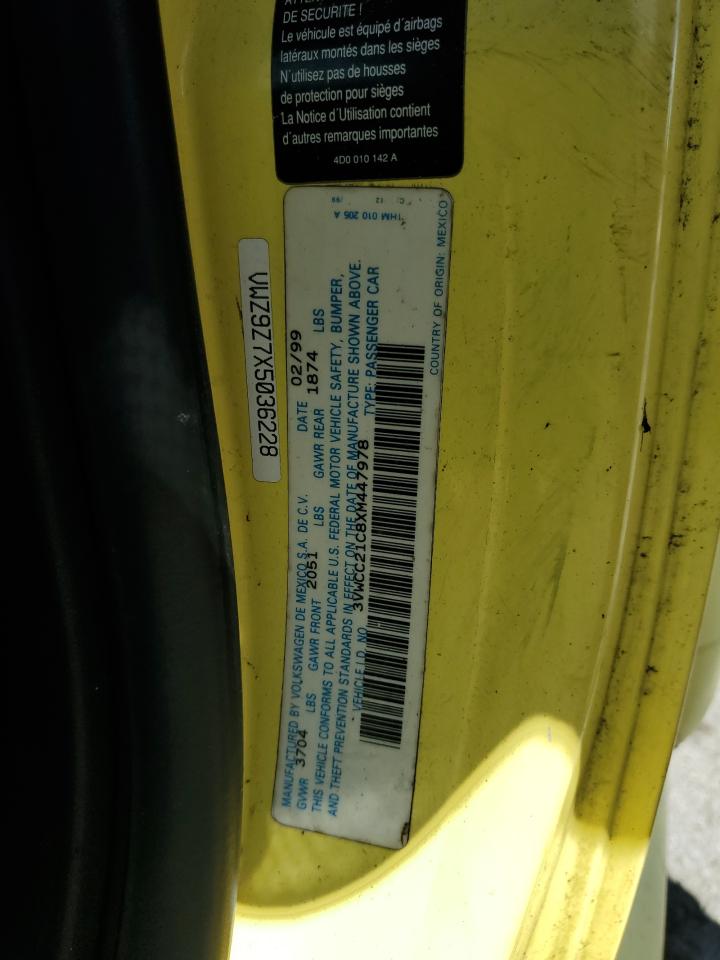 DE SECURITE !
Le véhicule est équipé d´airbags
latéraux montés dans les sièges
N´utilisez pas de housses
de protection pour sièges
La Notice d´Utilisation contient
d´autres remarques importantes
4D0 010 142 A
VWZ9Z7X5036228
MANUFACTURED BY VOLKSWAGEN DE MEXICO S.A. DE C.V. DATE 02/99
GVWR 3704 LBS GAWR FRONT 2051 LBS GAWR REAR 1874 LBS
THIS VEHICLE CONFORMS TO ALL APPLICABLE U.S. FEDERAL MOTOR VEHICLE SAFETY, BUMPER,
AND THEFT PREVENTION STANDARDS IN EFFECT ON THE DATE OF MANUFACTURE SHOWN ABOVE.
VEHICLE I.D. NO 3VWCC21C8XM447978 TYPE: PASSENGER CAR
COUNTRY OF ORIGIN: MEXICO
1HM 010 205 A